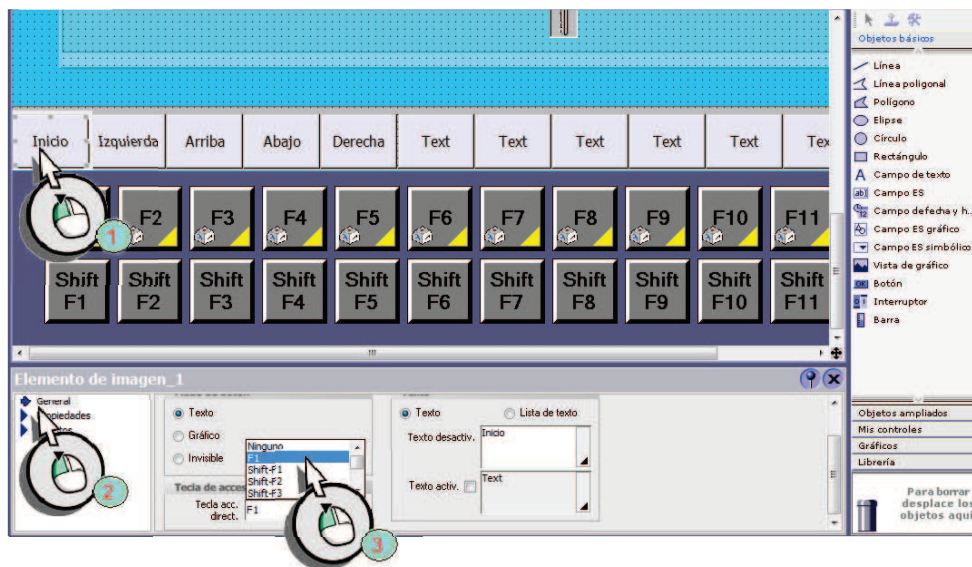 Objetos básicos
Línea
Línea poligonal
Polígono
Elipse
Círculo
Rectángulo
Campo de texto
Campo ES
Campo defecha y h..
Campo ES gráfico
Campo ES simbólico
Vista de gráfico
Botón
Interruptor
Barra
Inicio Izquierda Arriba Abajo Derecha Text Text Text Text Tex
1
F2 F3 F4 F5 F6 F7 F8 F9 F10 F11
Shift F1 Shift F2 Shift F3 Shift F4 Shift F5 Shift F6 Shift F7 Shift F8 Shift F9 Shift F10 Shift F11
Elemento de imagen_1
General
2
Texto
Gráfico
Invisible
Ninguno
F1
Shift-F1
Shift-F2
Shift-F3
Tecla de acces
Tecla acc.
direct.
F1
3
Texto
Lista de texto
Texto desactiv.
Inicio
Texto activ.
Text
Objetos ampliados
Mis controles
Gráficos
Librería
Para borrar
desplace los
objetos aquí